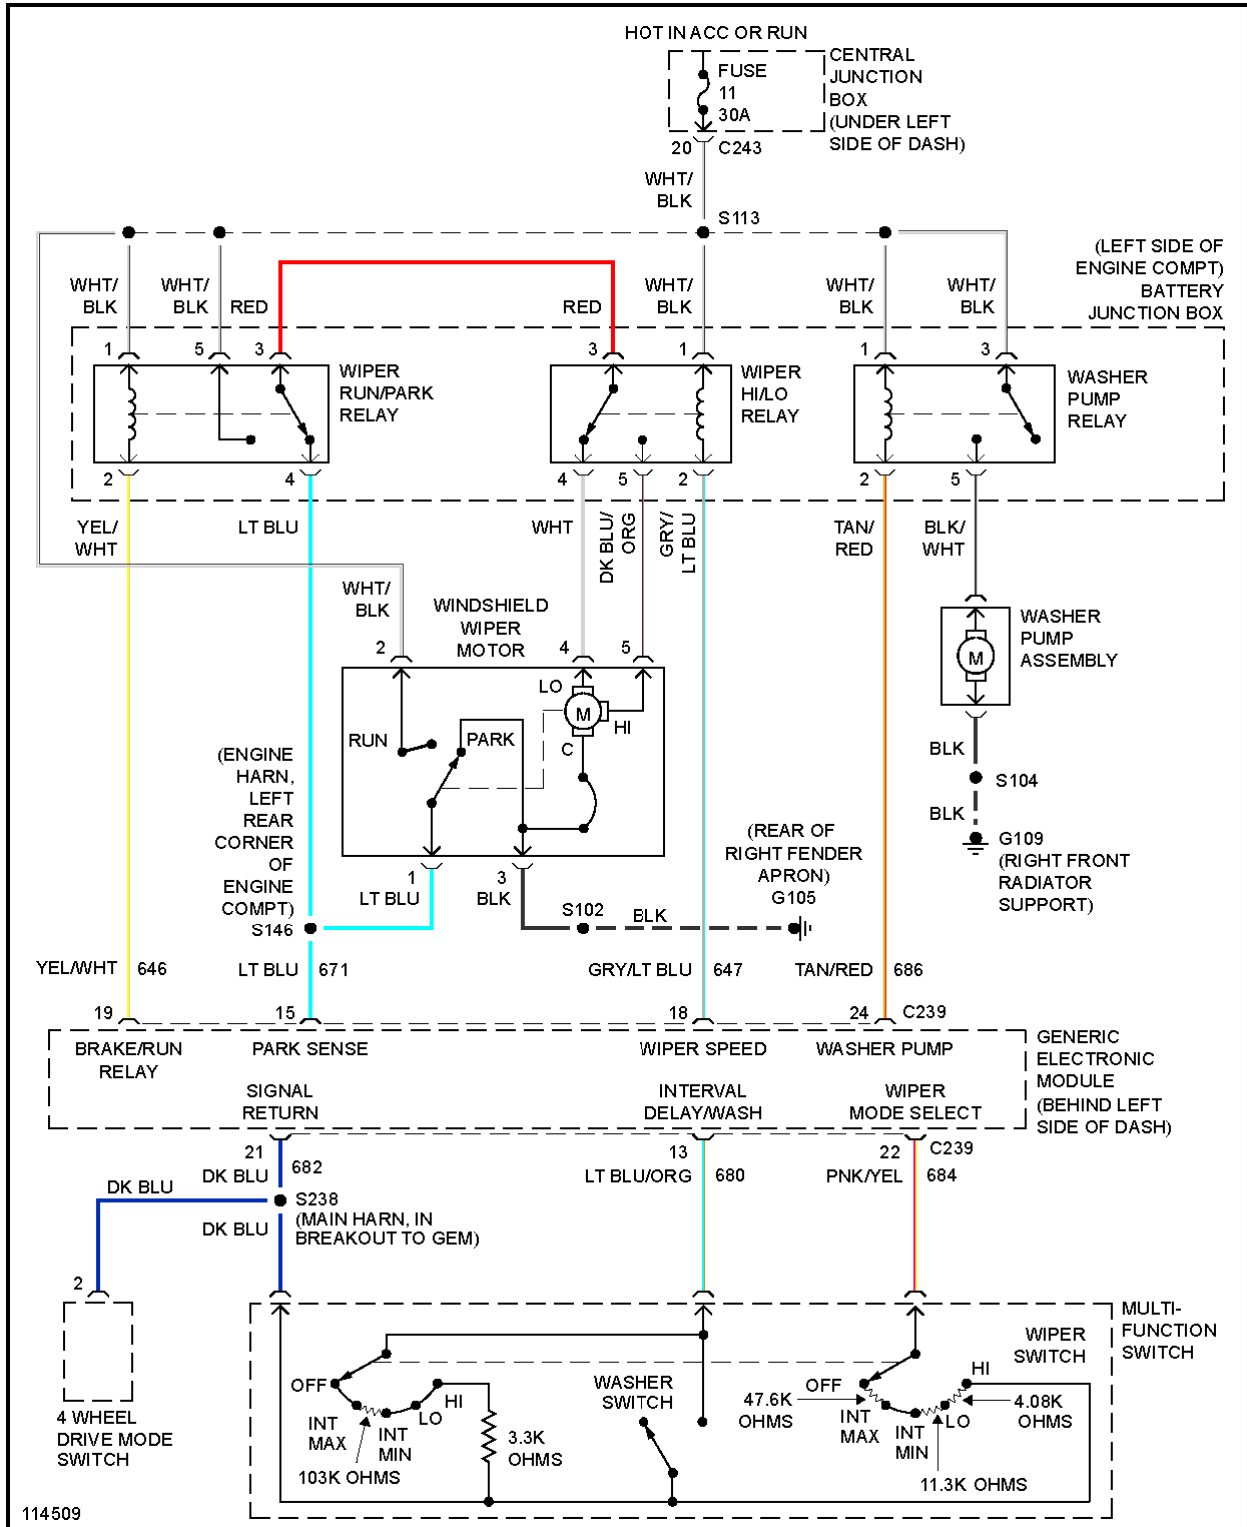 HOT IN ACC OR RUN
FUSE
11
30A
CENTRAL
JUNCTION
BOX
(UNDER LEFT
SIDE OF DASH)
20
C243
WHT/
BLK
S113
(LEFT SIDE OF
ENGINE COMPT)
BATTERY
JUNCTION BOX
WHT/
BLK
WHT/
BLK
RED
RED
WHT/
BLK
WHT/
BLK
WHT/
BLK
1
5
3
3
1
1
3
WIPER
RUN/PARK
RELAY
WIPER
HI/LO
RELAY
WASHER
PUMP
RELAY
2
4
4
5
2
2
5
YEL/
WHT
LT BLU
WHT
DK BLU/
ORG
GRY/
LT BLU
TAN/
RED
BLK/
WHT
WHT/
BLK
WINDSHIELD
WIPER
MOTOR
2
4
5
WASHER
PUMP
ASSEMBLY
M
LO
M
HI
C
RUN
PARK
(ENGINE
HARN,
LEFT
REAR
CORNER
OF
ENGINE
COMPT)
S146
BLK
S104
BLK
G109
(RIGHT FRONT
RADIATOR
SUPPORT)
(REAR OF
RIGHT FENDER
APRON)
G105
1
LT BLU
3
BLK
S102
BLK
YEL/WHT
646
LT BLU
671
GRY/LT BLU
647
TAN/RED
686
19
15
18
24
C239
BRAKE/RUN
RELAY
PARK SENSE
WIPER SPEED
WASHER PUMP
GENERIC
ELECTRONIC
MODULE
(BEHIND LEFT
SIDE OF DASH)
SIGNAL
RETURN
INTERVAL
DELAY/WASH
WIPER
MODE SELECT
21
13
22
C239
DK BLU
682
LT BLU/ORG
680
PNK/YEL
684
DK BLU
S238
(MAIN HARN, IN
BREAKOUT TO GEM)
DK BLU
2
4 WHEEL
DRIVE MODE
SWITCH
MULTI-
FUNCTION
SWITCH
WIPER
SWITCH
OFF
INT
MAX
INT
MIN
LO
HI
103K OHMS
3.3K
OHMS
WASHER
SWITCH
47.6K
OHMS
OFF
INT
MAX
INT
MIN
LO
HI
4.08K
OHMS
11.3K OHMS
114509